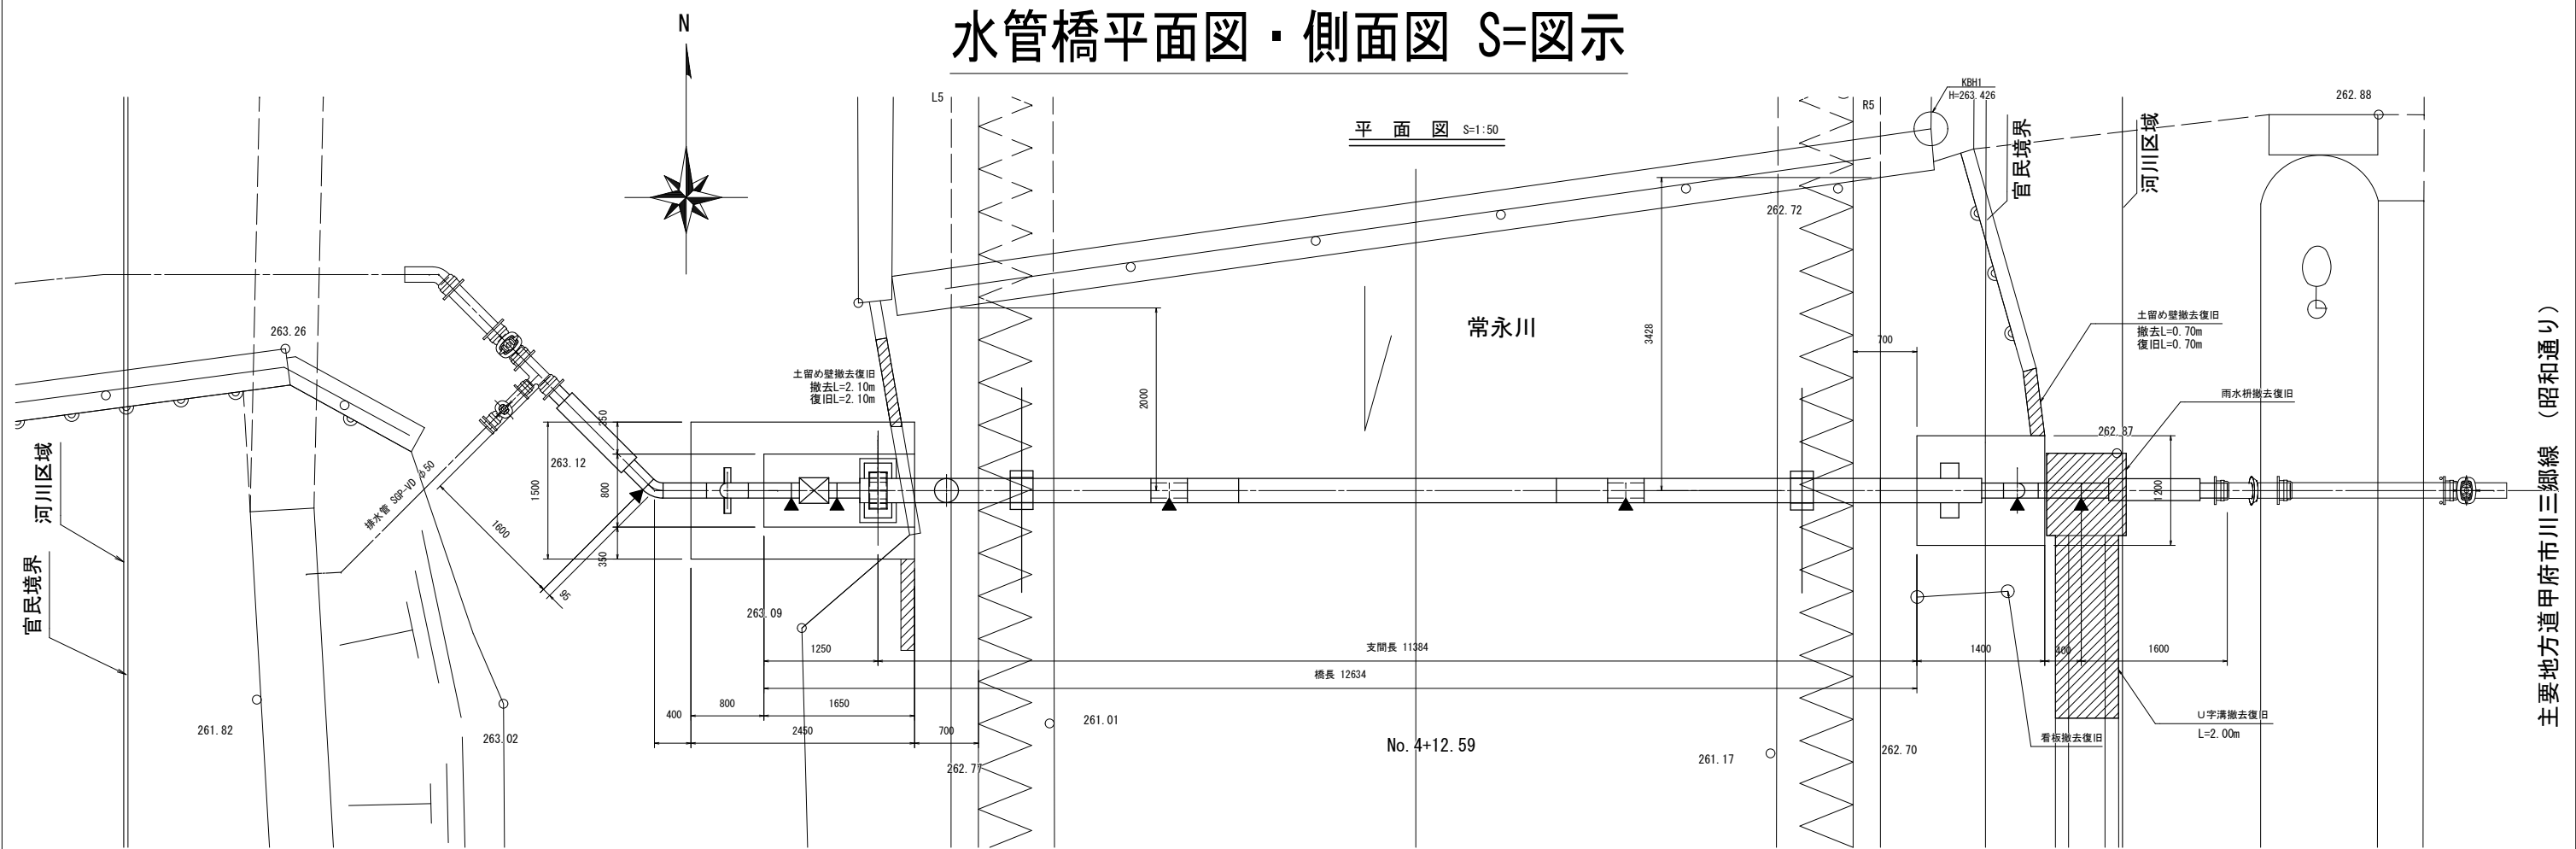 水管橋平面図・側面図 S=図示
N
平 面 図 S=1:50
L5
R5
KBH1
H=263.426
262.88
官民境界
河川区域
262.72
263.26
常永川
3428
700
2000
土留め壁撤去復旧
撤去L=0.70m
復旧L=0.70m
土留め壁撤去復旧
撤去L=2.10m
復旧L=2.10m
雨水枡撤去復旧
262.87
主要地方道甲府市川三郷線 (昭和通り)
河川区域
官民境界
排水管 SGP-VD φ50
263.12
1500
350
800
350
1600
95
1200
263.09
1250
支間長 11384
橋長 12634
1400
400
1600
400
800
1650
2450
700
261.82
263.02
262.77
261.01
No.4+12.59
261.17
262.70
看板撤去復旧
U字溝撤去復旧
L=2.00m